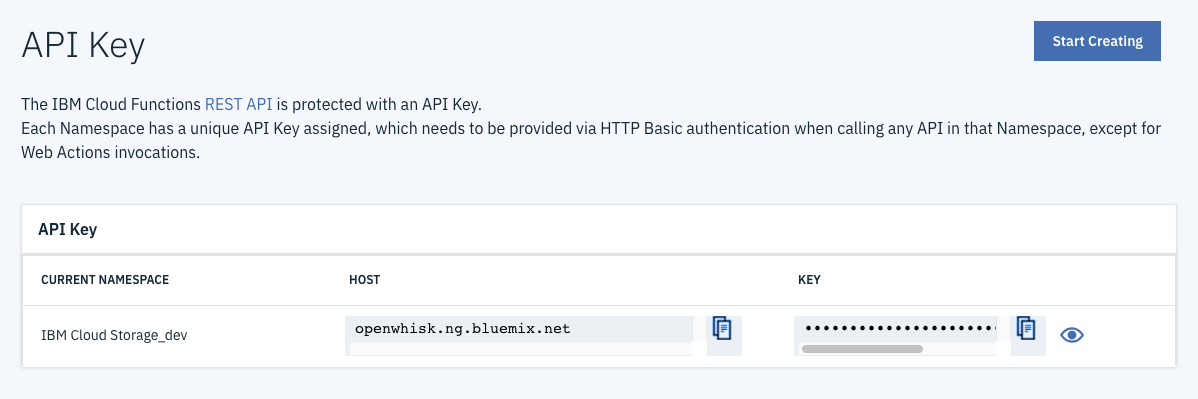 API Key
Start Creating
The IBM Cloud Functions REST API is protected with an API Key.
Each Namespace has a unique API Key assigned, which needs to be provided via HTTP Basic authentication when calling any API in that Namespace, except for
Web Actions invocations.
API Key
CURRENT NAMESPACE HOST KEY
IBM Cloud Storage_dev openwhisk.ng.bluemix.net ••••••••••••••••••••••